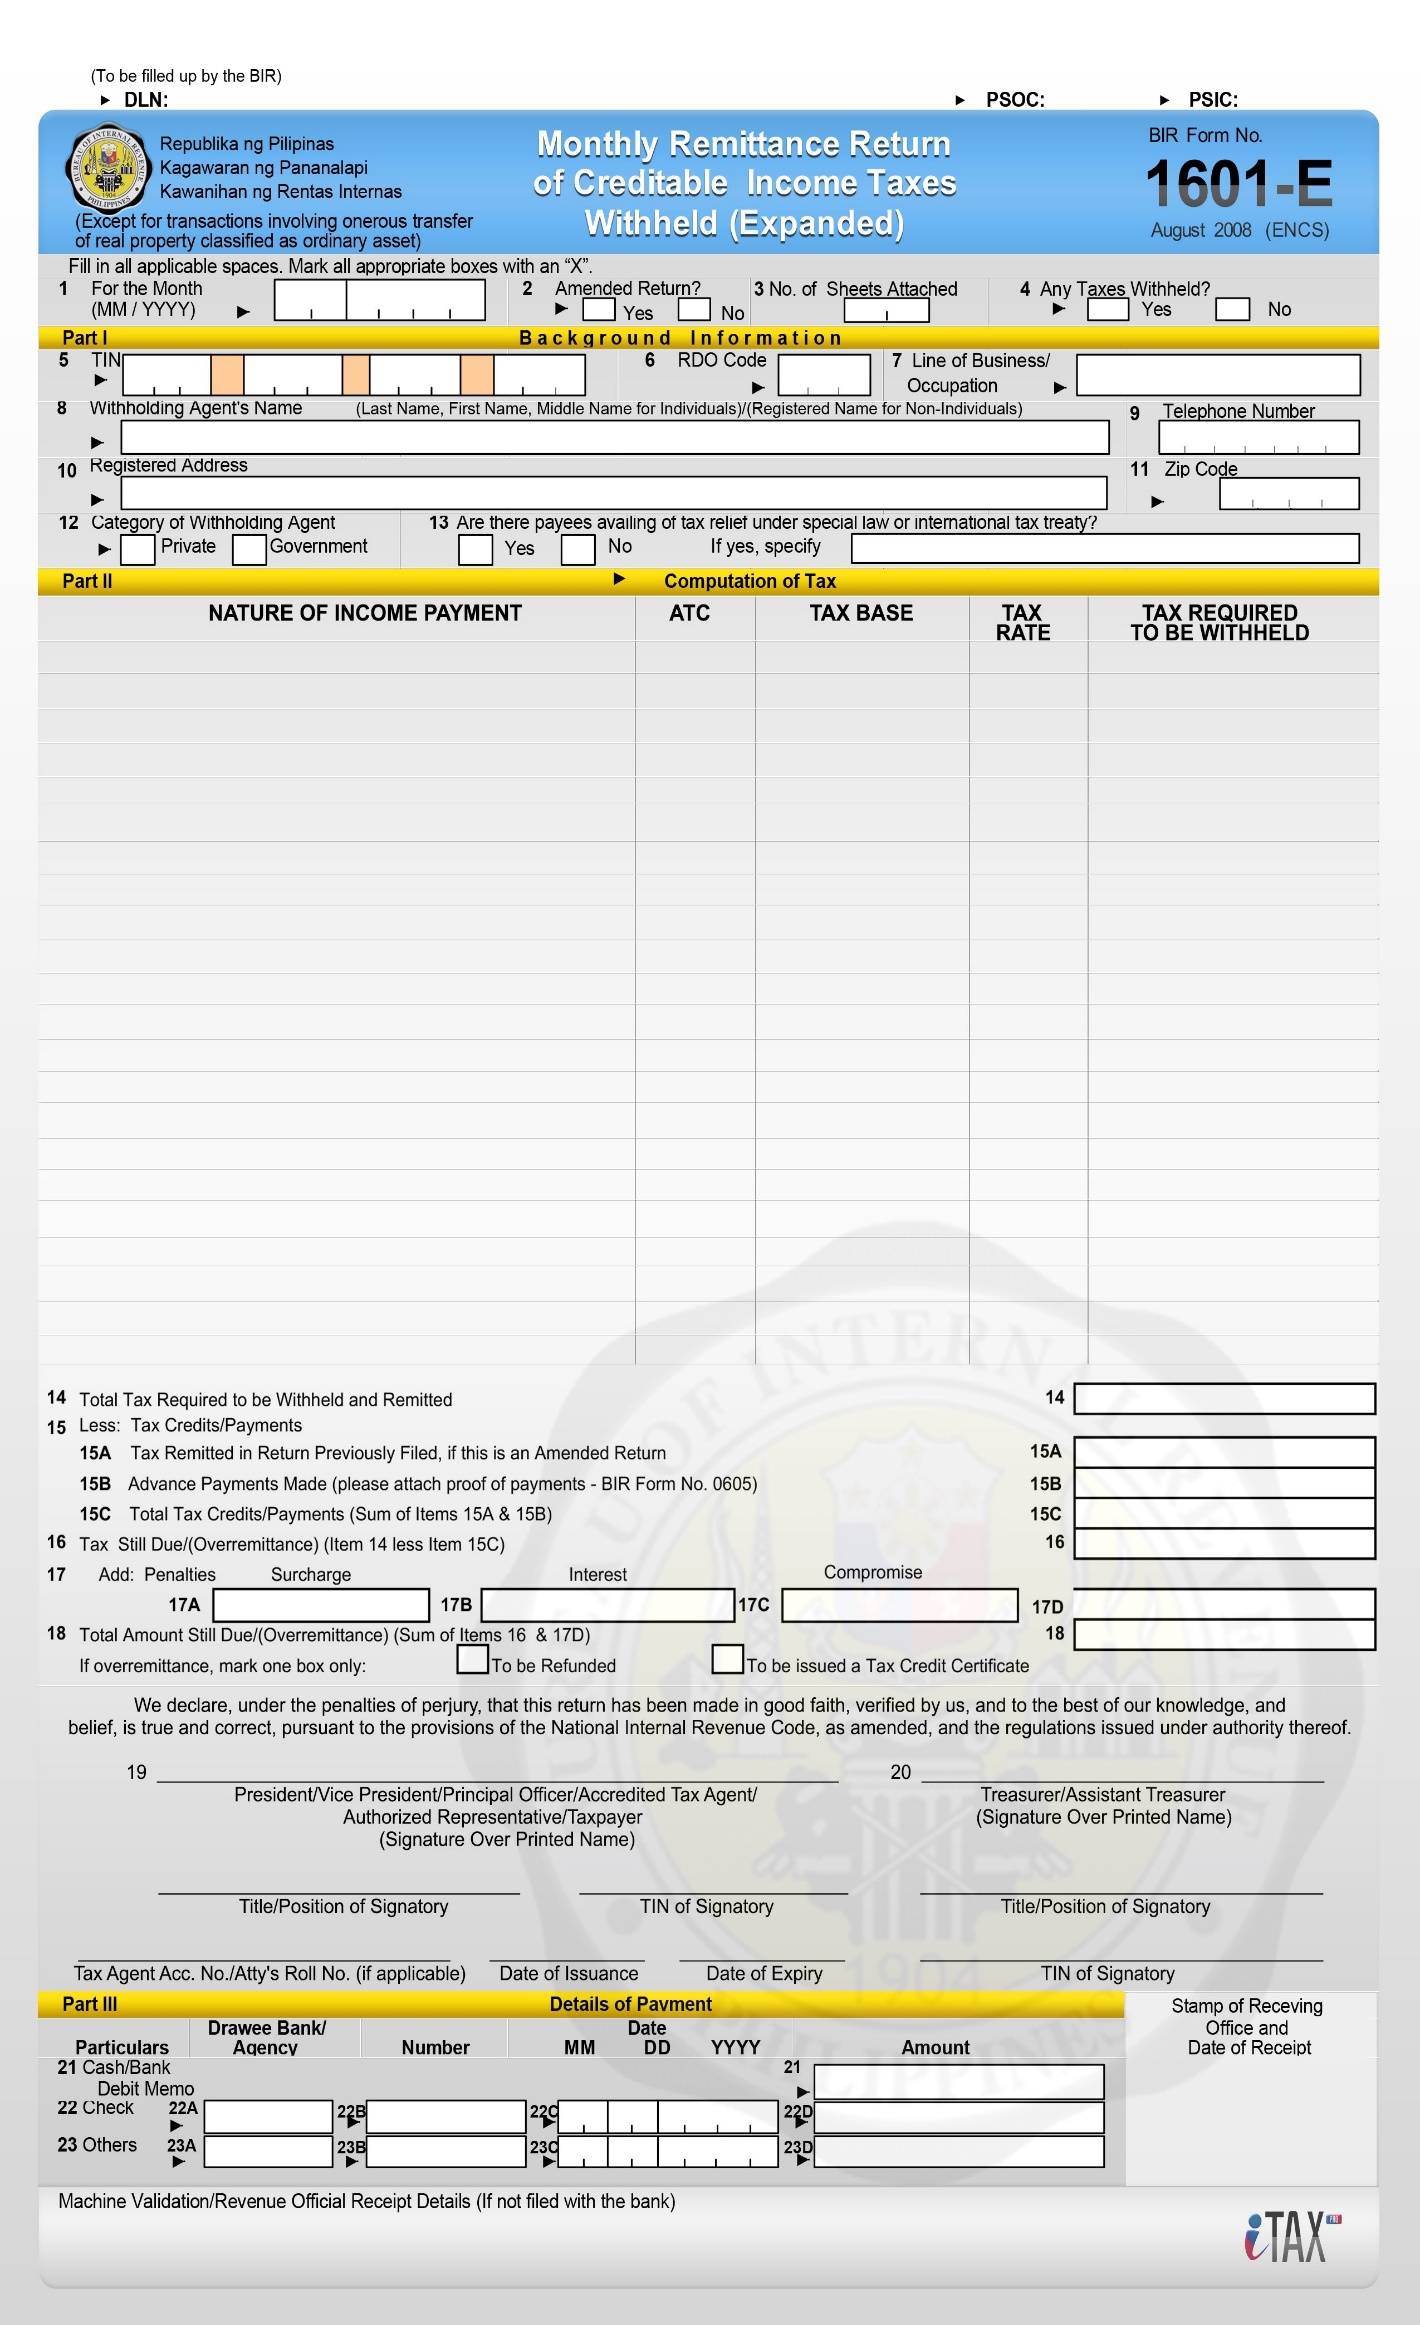 (To be filled up by the BIR)
DLN: PSOC: PSIC:
Republika ng Pilipinas
Kagawaran ng Pananalapi
Kawanihan ng Rentas Internas
(Except for transactions involving onerous transfer
of real property classified as ordinary asset)
Monthly Remittance Return
of Creditable Income Taxes
Withheld (Expanded)
BIR Form No.
1601-E
August 2008 (ENCS)
Fill in all applicable spaces. Mark all appropriate boxes with an “X”.
1 For the Month
(MM / YYYY)
2 Amended Return?
Yes No
3 No. of Sheets Attached
4 Any Taxes Withheld?
Yes No
Part I Background Information
5 TIN
6 RDO Code
7 Line of Business/
Occupation
8 Withholding Agent's Name (Last Name, First Name, Middle Name for Individuals)/(Registered Name for Non-Individuals)
9 Telephone Number
10 Registered Address
11 Zip Code
12 Category of Withholding Agent
Private Government
13 Are there payees availing of tax relief under special law or international tax treaty?
Yes No If yes, specify
Part II Computation of Tax
NATURE OF INCOME PAYMENT ATC TAX BASE TAX RATE TAX REQUIRED TO BE WITHHELD
14 Total Tax Required to be Withheld and Remitted 14
15 Less: Tax Credits/Payments
15A Tax Remitted in Return Previously Filed, if this is an Amended Return 15A
15B Advance Payments Made (please attach proof of payments - BIR Form No. 0605) 15B
15C Total Tax Credits/Payments (Sum of Items 15A & 15B) 15C
16 Tax Still Due/(Overremittance) (Item 14 less Item 15C) 16
17 Add: Penalties Surcharge Interest Compromise
17A 17B 17C 17D
18 Total Amount Still Due/(Overremittance) (Sum of Items 16 & 17D) 18
If overremittance, mark one box only: To be Refunded To be issued a Tax Credit Certificate
We declare, under the penalties of perjury, that this return has been made in good faith, verified by us, and to the best of our knowledge, and
belief, is true and correct, pursuant to the provisions of the National Internal Revenue Code, as amended, and the regulations issued under authority thereof.
19 20
President/Vice President/Principal Officer/Accredited Tax Agent/
Authorized Representative/Taxpayer
(Signature Over Printed Name)
Treasurer/Assistant Treasurer
(Signature Over Printed Name)
Title/Position of Signatory TIN of Signatory Title/Position of Signatory
Tax Agent Acc. No./Atty's Roll No. (if applicable) Date of Issuance Date of Expiry TIN of Signatory
Part III Details of Payment
Stamp of Receving
Office and
Date of Receipt
Particulars Drawee Bank/ Agency Number Date MM DD YYYY Amount
21 Cash/Bank
Debit Memo 21
22 Check 22A 22B 22C 22D
23 Others 23A 23B 23C 23D
Machine Validation/Revenue Official Receipt Details (If not filed with the bank)
iTAX PRO
BUREAU OF INTERNAL REVENUE
1904
PHILIPPINES